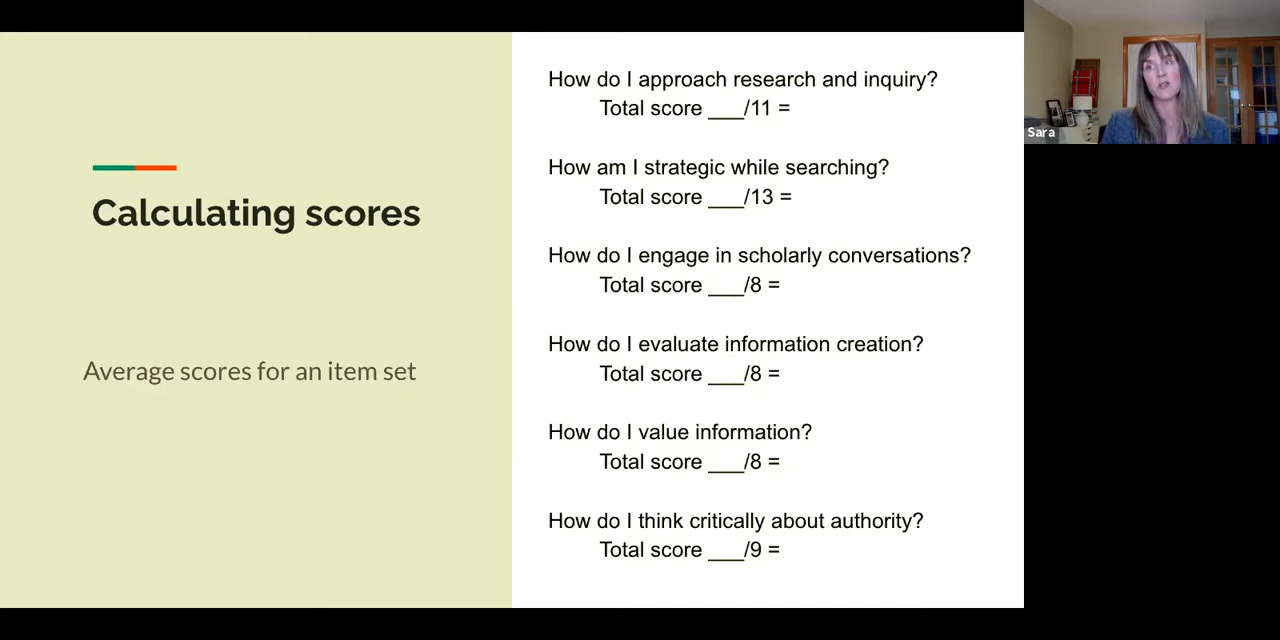 Calculating scores
Average scores for an item set
How do I approach research and inquiry?
Total score ___/11 =
How am I strategic while searching?
Total score ___/13 =
How do I engage in scholarly conversations?
Total score ___/8 =
How do I evaluate information creation?
Total score ___/8 =
How do I value information?
Total score ___/8 =
How do I think critically about authority?
Total score ___/9 =
Sara